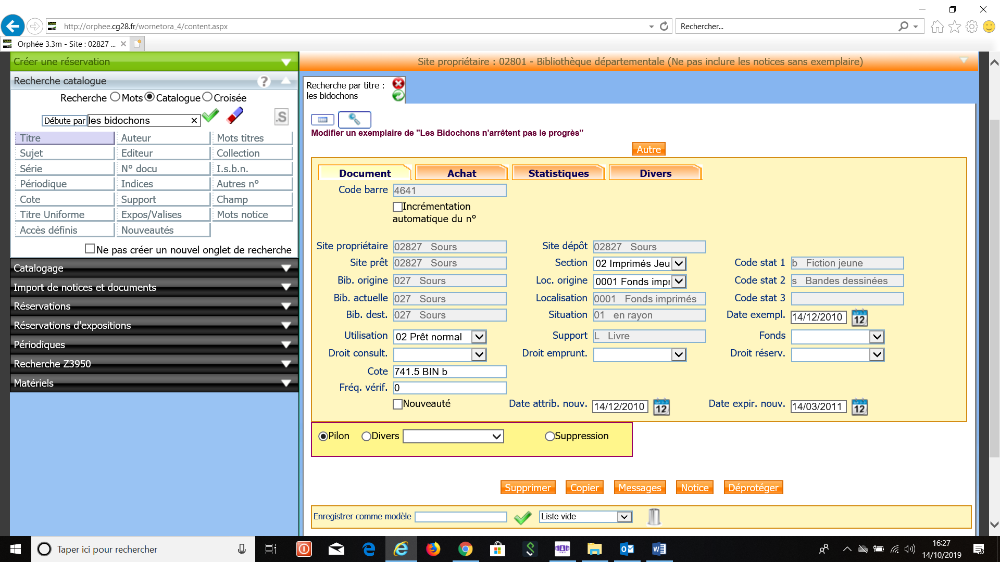 http://orphee.cg28.fr/wornetora_4/content.aspx
Rechercher...
Orphée 3.3m - Site : 02827 ...
Créer une réservation
Site propriétaire : 02801 - Bibliothèque départementale (Ne pas inclure les notices sans exemplaire)
Recherche catalogue
?
Recherche Mots Catalogue Croisée
Débute par les bidochons
.S
Titre Auteur Mots titres
Sujet Editeur Collection
Série N° docu I.s.b.n.
Périodique Indices Autres n°
Cote Support Champ
Titre Uniforme Expos/Valises Mots notice
Accès définis Nouveautés
Ne pas créer un nouvel onglet de recherche
Catalogage
Import de notices et documents
Réservations
Réservations d'expositions
Périodiques
Recherche Z3950
Matériels
Recherche par titre :
les bidochons
Modifier un exemplaire de "Les Bidochons n'arrêtent pas le progrès"
Autre
Document Achat Statistiques Divers
Code barre 4641
Incrémentation
automatique du n°
Site propriétaire 02827 Sours Site dépôt 02827 Sours
Site prêt 02827 Sours Section 02 Imprimés Jeu Code stat 1 b Fiction jeune
Bib. origine 027 Sours Loc. origine 0001 Fonds impr Code stat 2 s Bandes dessinées
Bib. actuelle 027 Sours Localisation 0001 Fonds imprimés Code stat 3
Bib. dest. 027 Sours Situation 01 en rayon Date exempl. 14/12/2010 12
Utilisation 02 Prêt normal Support L Livre Fonds
Droit consult. Droit emprunt. Droit réserv.
Cote 741.5 BIN b
Fréq. vérif. 0
Nouveauté Date attrib. nouv. 14/12/2010 12 Date expir. nouv. 14/03/2011 12
Pilon Divers Suppression
Supprimer Copier Messages Notice Déprotéger
Enregistrer comme modèle Liste vide
Taper ici pour rechercher
16:27
14/10/2019